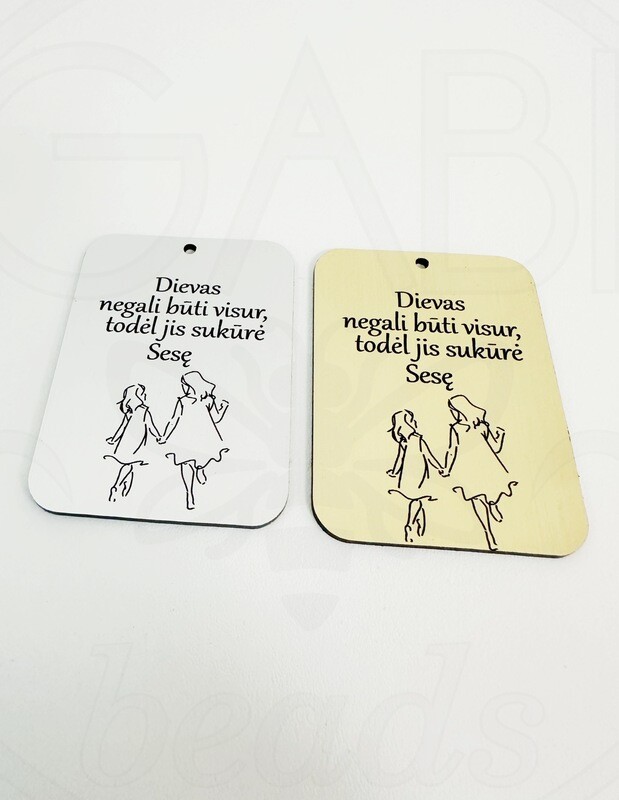 GABI
Dievas
negali būti visur,
todėl jis sukūrė
Sesę
Dievas
negali būti visur,
todėl jis sukūrė
Sesę
beads